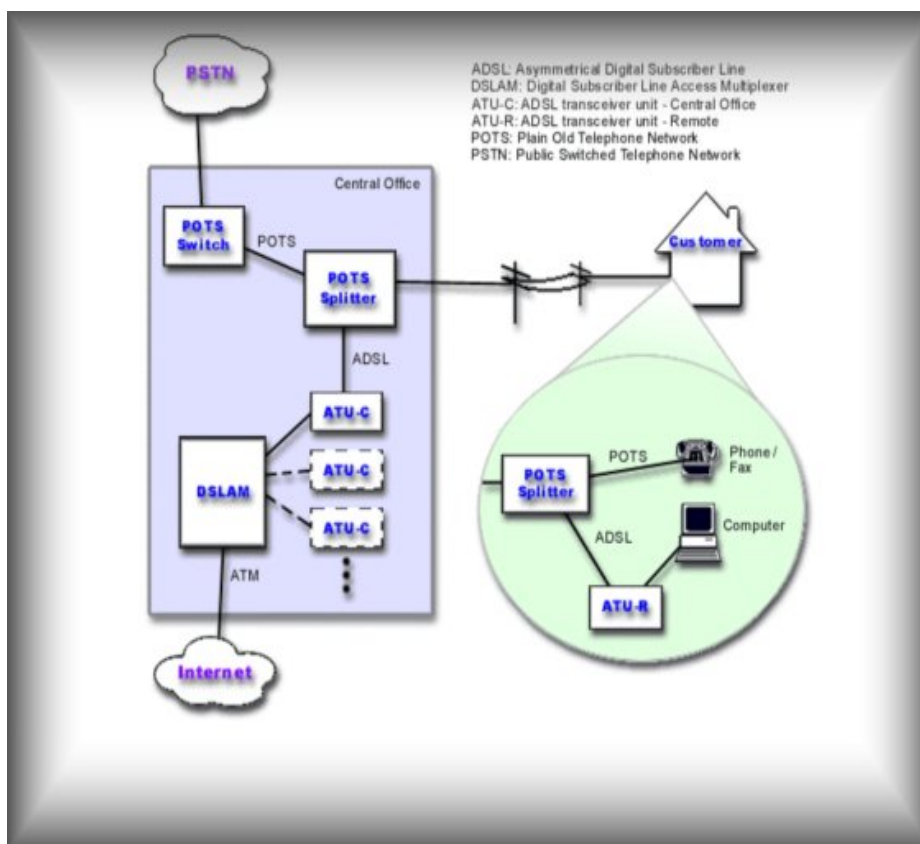 PSTN
ADSL: Asymmetrical Digital Subscriber Line
DSLAM: Digital Subscriber Line Access Multiplexer
ATU-C: ADSL transceiver unit - Central Office
ATU-R: ADSL transceiver unit - Remote
POTS: Plain Old Telephone Network
PSTN: Public Switched Telephone Network
Central Office
POTS
Switch
POTS
POTS
Splitter
Customer
ADSL
ATU-C
ATU-C
ATU-C
DSLAM
ATM
Internet
POTS
Splitter
POTS
Phone /
Fax
ADSL
Computer
ATU-R